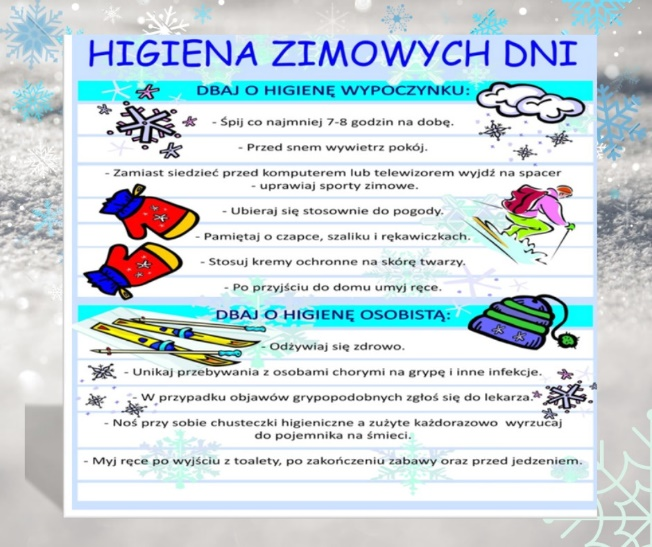 HIGIENA ZIMOWYCH DNI
DBAJ O HIGIENĘ WYPOCZYNKU:
- Śpij co najmniej 7-8 godzin na dobę.
- Przed snem wywietrz pokój.
- Zamiast siedzieć przed komputerem lub telewizorem wyjdź na spacer
- uprawiaj sporty zimowe.
- Ubieraj się stosownie do pogody.
- Pamiętaj o czapce, szaliku i rękawiczkach.
- Stosuj kremy ochronne na skórę twarzy.
- Po przyjściu do domu umyj ręce.
DBAJ O HIGIENĘ OSOBISTĄ:
- Odżywiaj się zdrowo.
- Unikaj przebywania z osobami chorymi na grypę i inne infekcje.
- W przypadku objawów grypopodobnych zgłoś się do lekarza.
- Noś przy sobie chusteczki higieniczne a zużyte każdorazowo wyrzucaj
do pojemnika na śmieci.
- Myj ręce po wyjściu z toalety, po zakończeniu zabawy oraz przed jedzeniem.